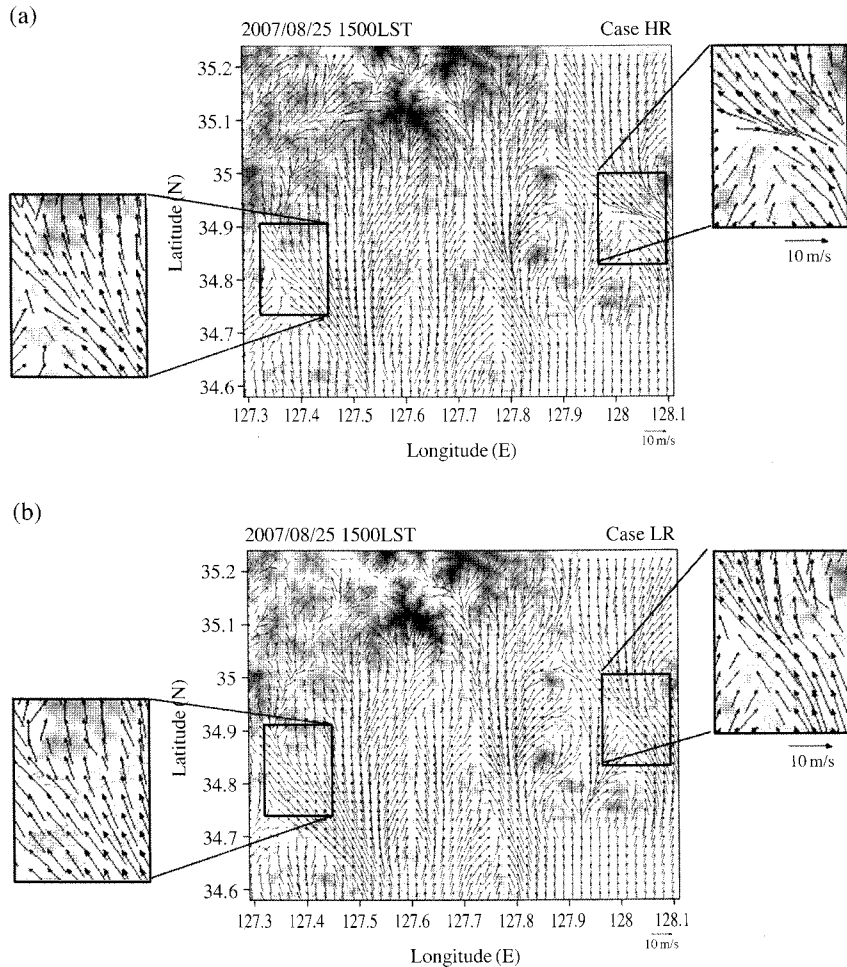 (a)
2007/08/25 1500LST Case HR
35.2
35.1
35
34.9
34.8
34.7
34.6
Latitude (N)
127.3 127.4 127.5 127.6 127.7 127.8 127.9 128 128.1
Longitude (E)
10 m/s
10 m/s
(b)
2007/08/25 1500LST Case LR
35.2
35.1
35
34.9
34.8
34.7
34.6
Latitude (N)
127.3 127.4 127.5 127.6 127.7 127.8 127.9 128 128.1
Longitude (E)
10 m/s
10 m/s